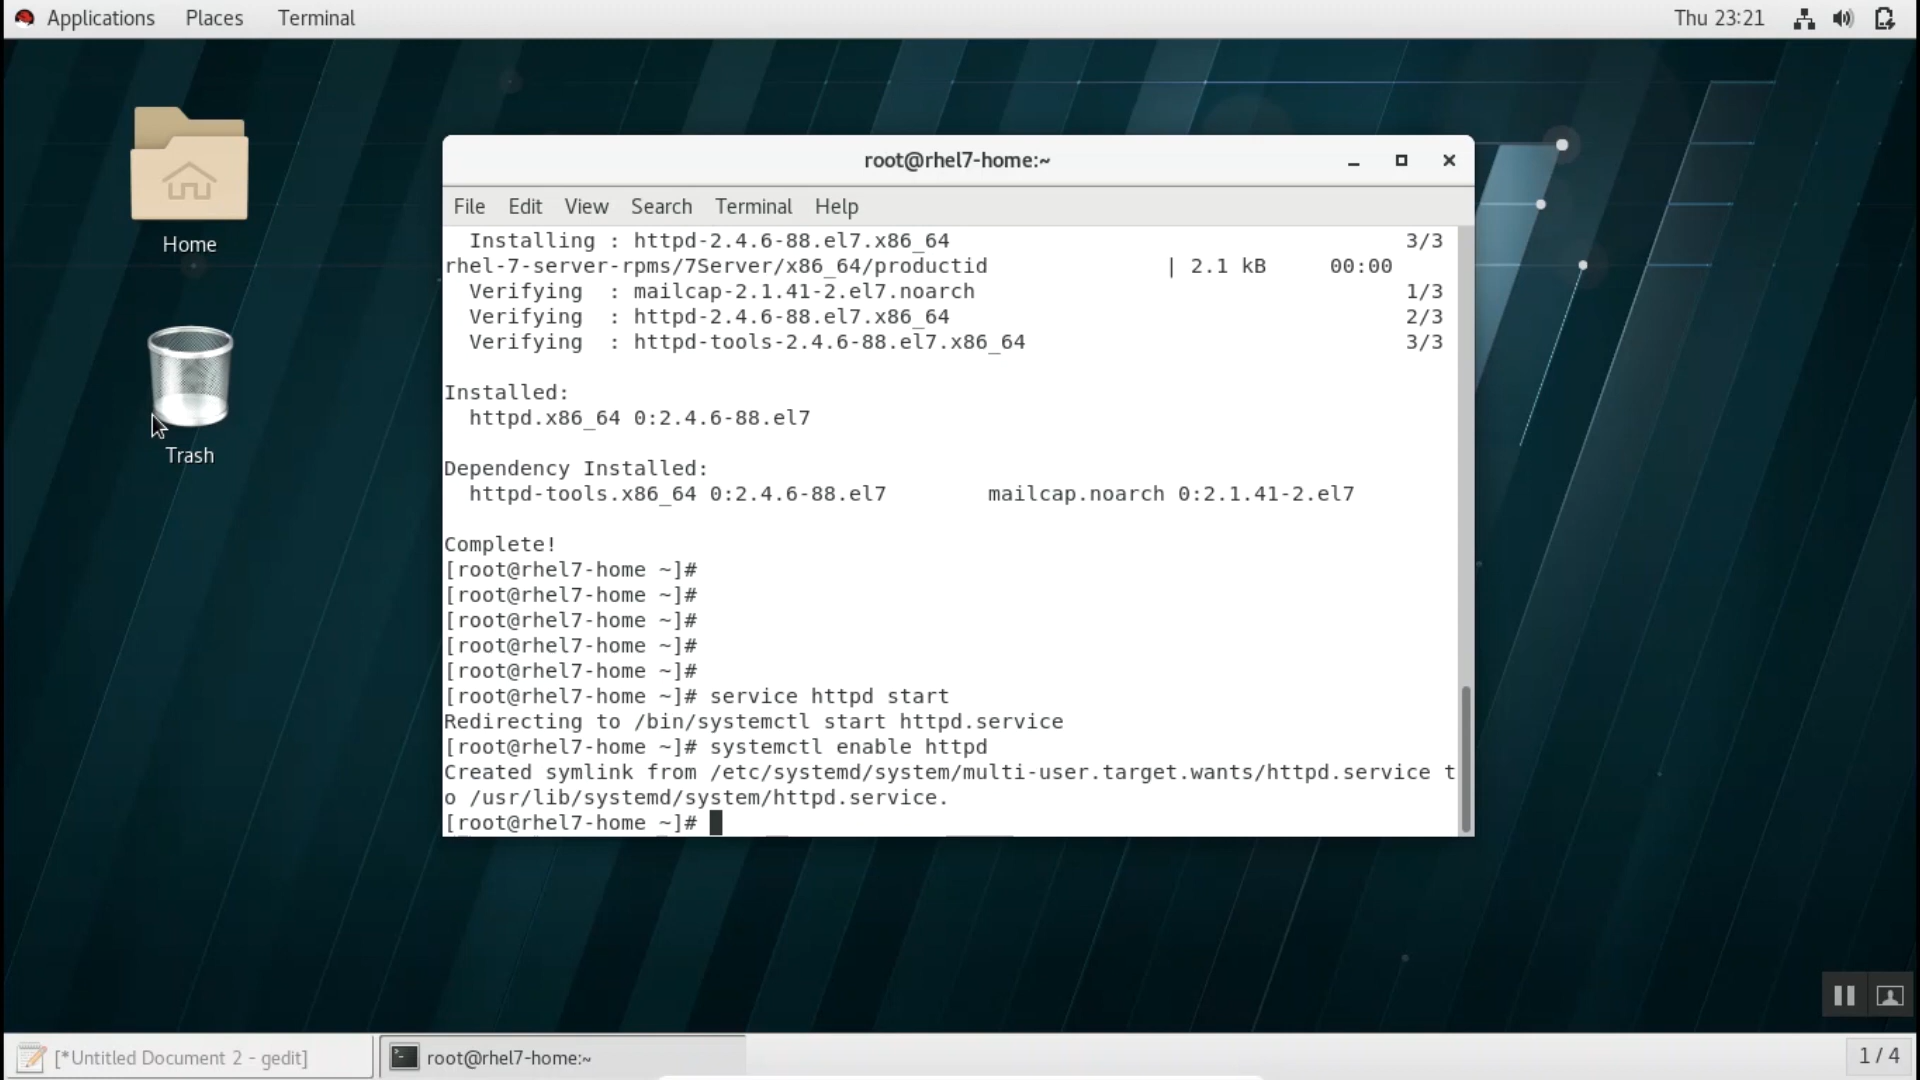 Applications Places Terminal Thu 23:21
Home
Trash
root@rhel7-home:~
File Edit View Search Terminal Help
Installing : httpd-2.4.6-88.el7.x86_64 3/3
rhel-7-server-rpms/7Server/x86_64/productid | 2.1 kB 00:00
Verifying : mailcap-2.1.41-2.el7.noarch 1/3
Verifying : httpd-2.4.6-88.el7.x86_64 2/3
Verifying : httpd-tools-2.4.6-88.el7.x86_64 3/3
Installed:
httpd.x86_64 0:2.4.6-88.el7
Dependency Installed:
httpd-tools.x86_64 0:2.4.6-88.el7 mailcap.noarch 0:2.1.41-2.el7
Complete!
[root@rhel7-home ~]#
[root@rhel7-home ~]#
[root@rhel7-home ~]#
[root@rhel7-home ~]#
[root@rhel7-home ~]#
[root@rhel7-home ~]# service httpd start
Redirecting to /bin/systemctl start httpd.service
[root@rhel7-home ~]# systemctl enable httpd
Created symlink from /etc/systemd/system/multi-user.target.wants/httpd.service t
o /usr/lib/systemd/system/httpd.service.
[root@rhel7-home ~]#
[*Untitled Document 2 - gedit] root@rhel7-home:~ 1 / 4